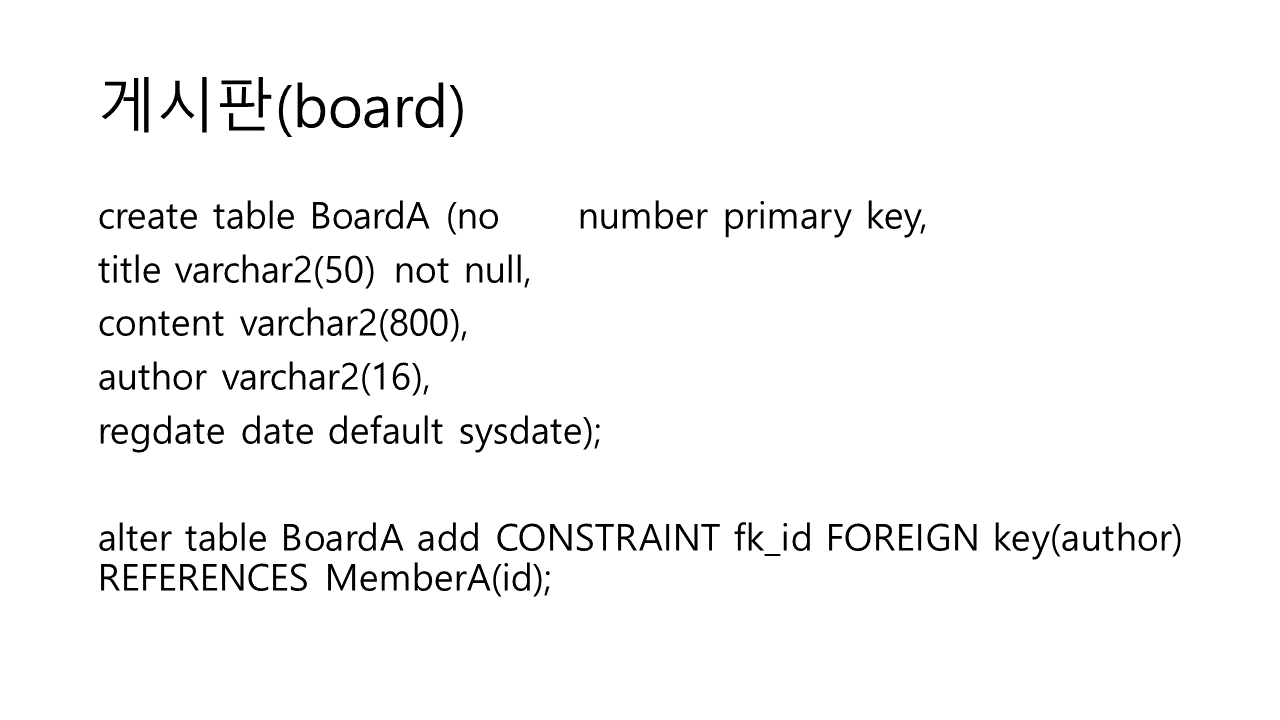 게시판(board)
create table BoardA (no number primary key,
title varchar2(50) not null,
content varchar2(800),
author varchar2(16),
regdate date default sysdate);
alter table BoardA add CONSTRAINT fk_id FOREIGN key(author)
REFERENCES MemberA(id);